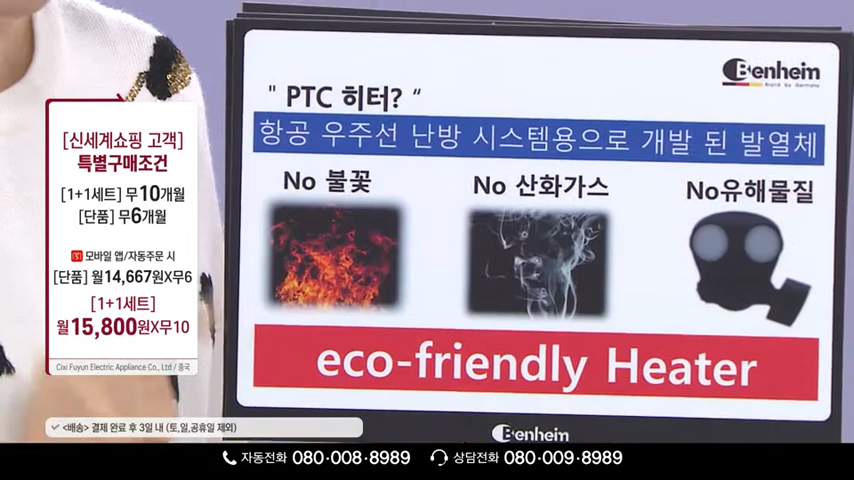 [신세계쇼핑 고객]
특별구매조건
[1+1세트] 무10개월
[단품] 무6개월
모바일 앱/자동주문 시
[단품] 월14,667원X무6
[1+1세트]
월15,800원X무10
Cixi Fuyun Electric Appliance Co., Ltd / 중국
Benheim
Brand by Germany
" PTC 히터? "
항공 우주선 난방 시스템용으로 개발 된 발열체
No 불꽃
No 산화가스
No유해물질
eco-friendly Heater
Benheim
<배송> 결제 완료 후 3일 내 (토,일,공휴일 제외)
자동전화 080·008·8989 상담전화 080·009·8989